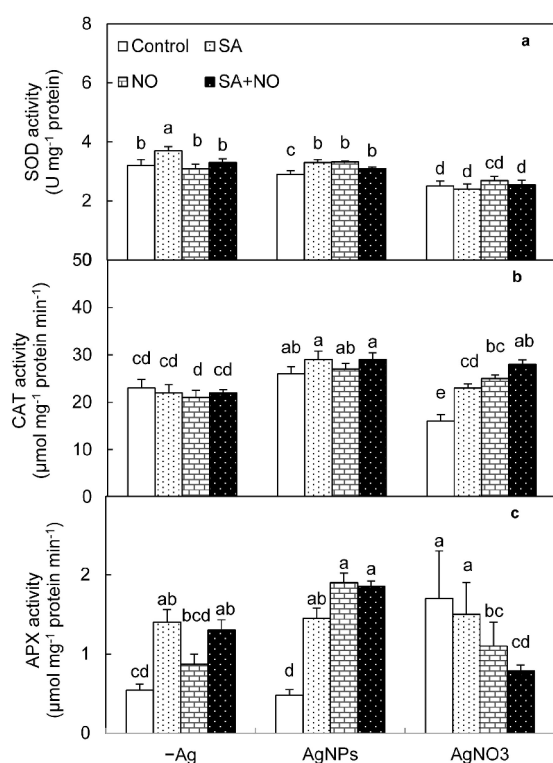 8
Control
SA
a
6
NO
SA+NO
SOD activity
(U mg⁻¹ protein)
4
b
a
b
b
c
b
b
b
d
d
cd
d
2
50
b
40
CAT activity
(µmol mg⁻¹ protein min⁻¹)
30
cd
cd
d
cd
ab
a
ab
a
e
cd
bc
ab
20
10
0
c
APX activity
(µmol mg⁻¹ protein min⁻¹)
2
cd
ab
bcd
ab
d
ab
a
a
a
a
bc
cd
1
0
−Ag
AgNPs
AgNO3